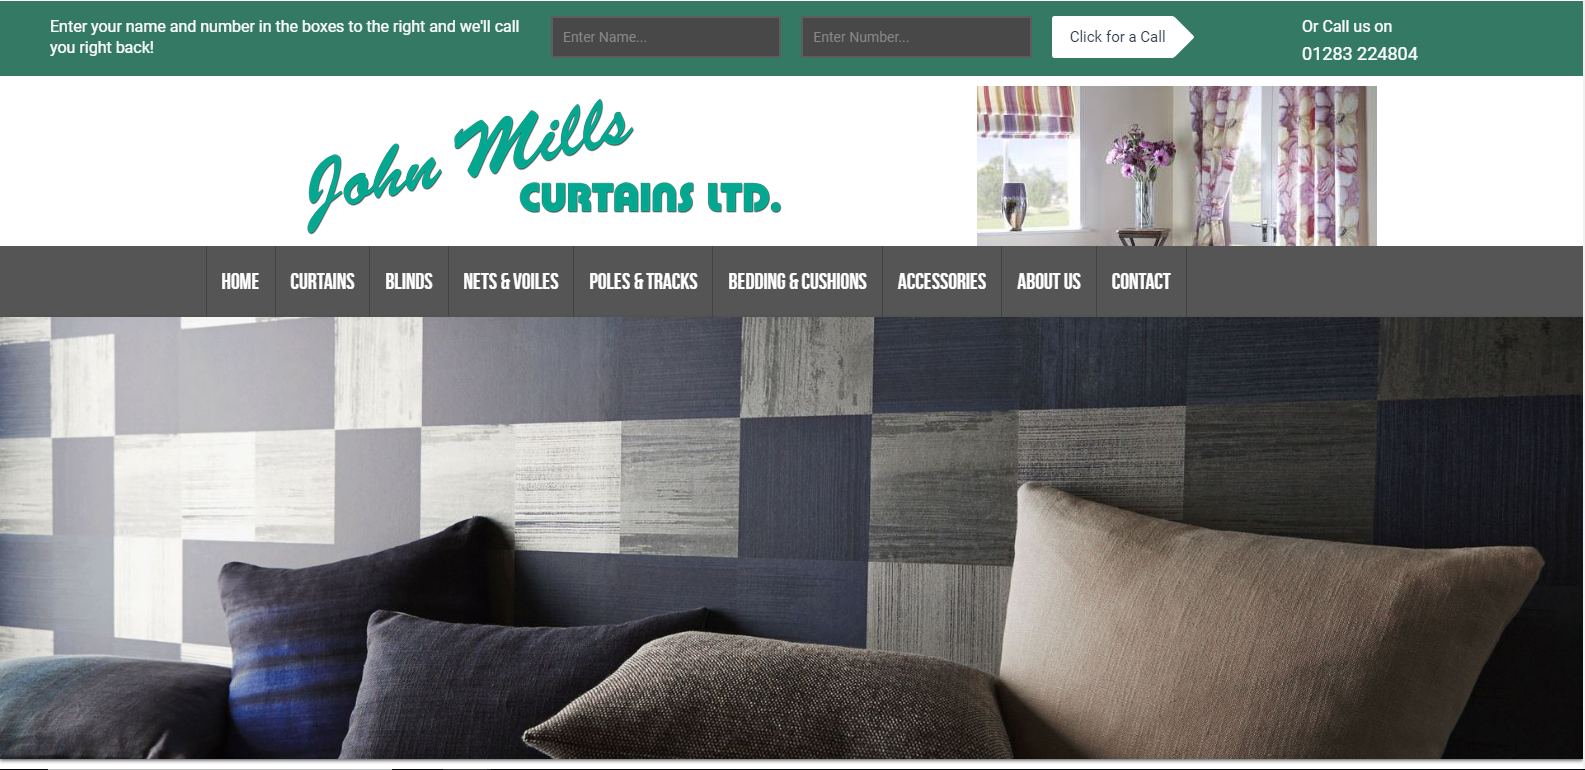 Enter your name and number in the boxes to the right and we'll call
you right back!
Enter Name...
Enter Number...
Click for a Call
Or Call us on
01283 224804
John Mills
CURTAINS LTD.
HOME
CURTAINS
BLINDS
NETS & VOILES
POLES & TRACKS
BEDDING & CUSHIONS
ACCESSORIES
ABOUT US
CONTACT